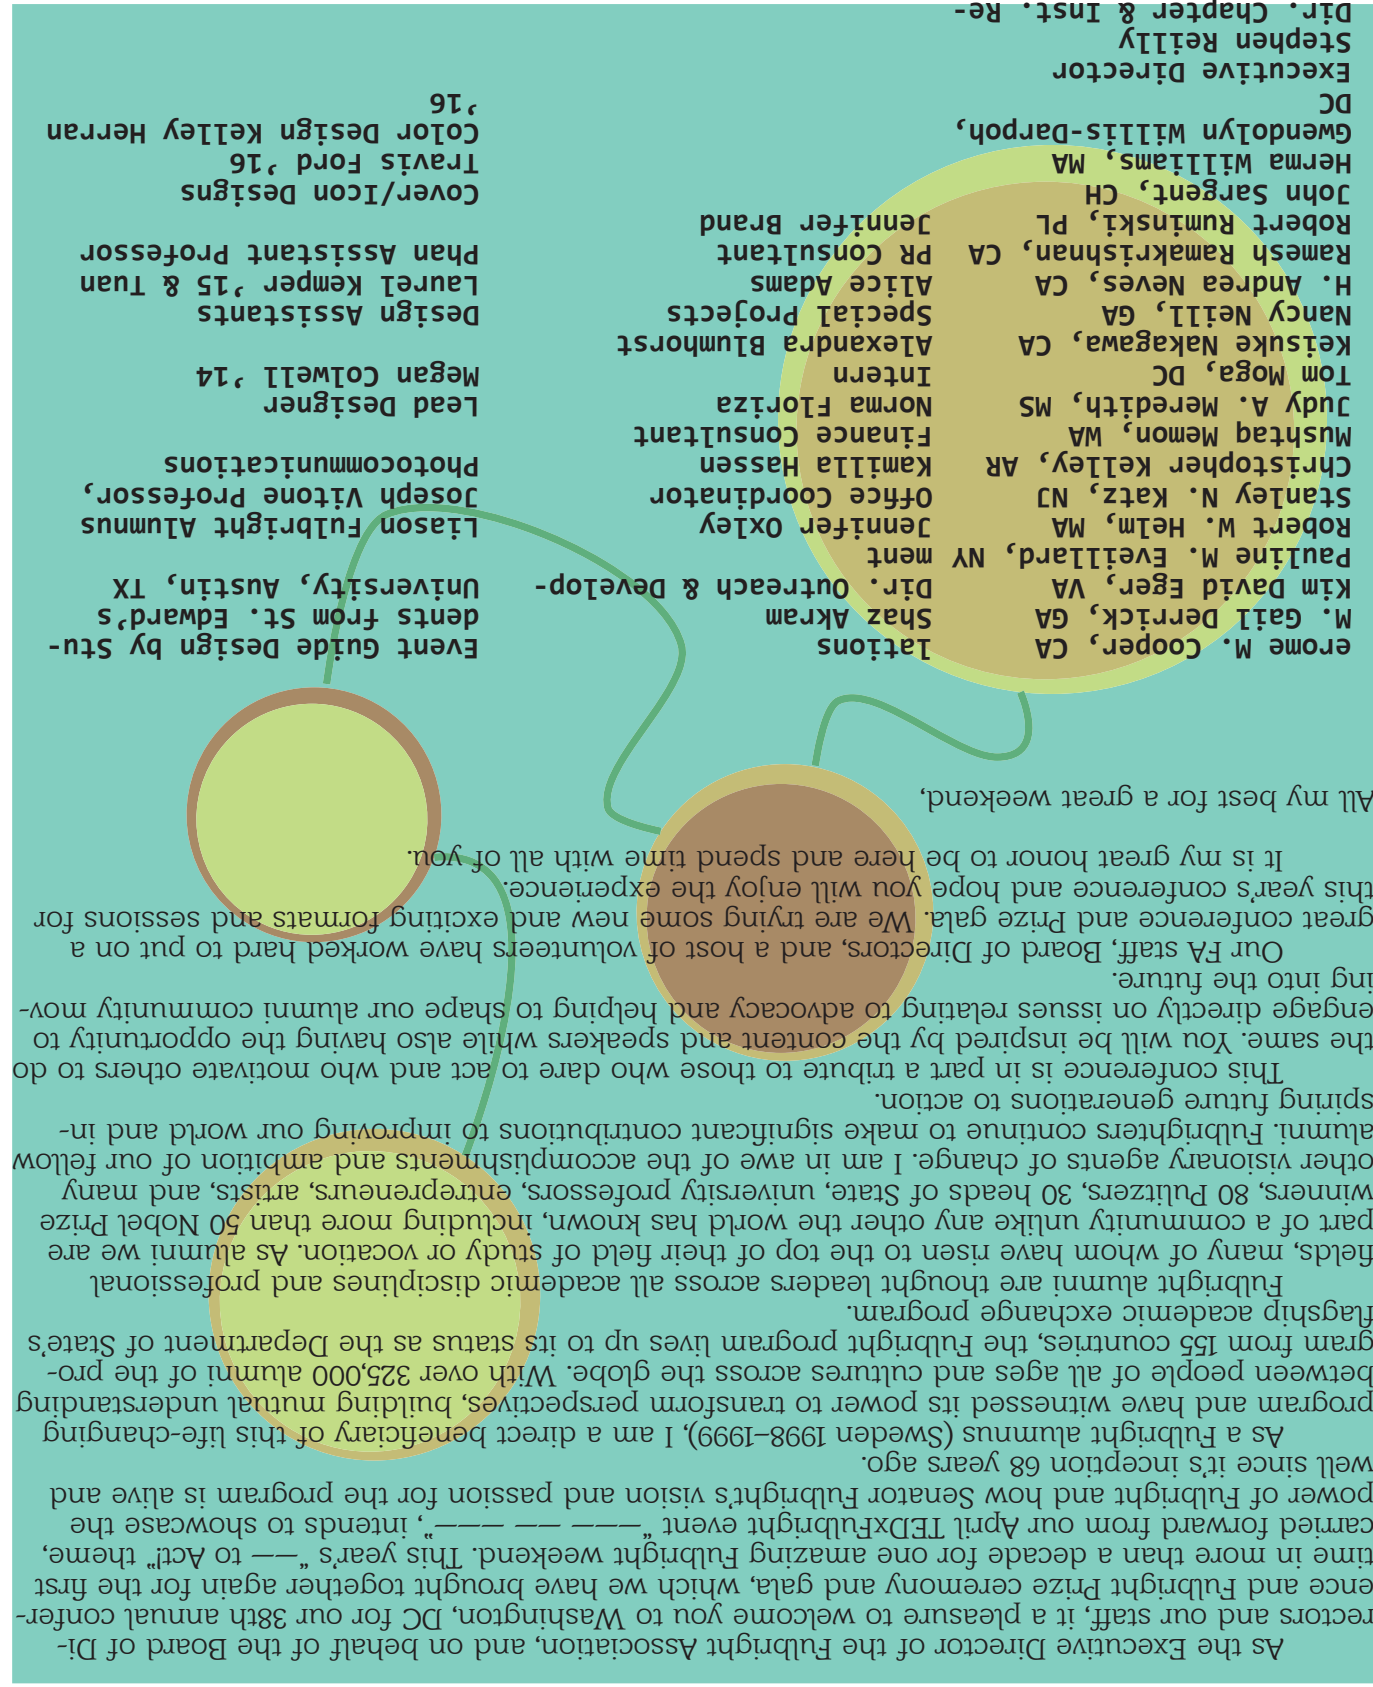 As the Executive Director of the Fulbright Association, and on behalf of the Board of Di-
rectors and our staff, it a pleasure to welcome you to Washington, DC for our 38th annual confer-
ence and Fulbright Prize ceremony and gala, which we have brought together again for the first
time in more than a decade for one amazing Fulbright weekend. This year's "—— to Act!" theme,
carried forward from our April TEDxFulbright event "——— —— ———", intends to showcase the
power of Fulbright and how Senator Fulbright's vision and passion for the program is alive and
well since it's inception 68 years ago.
As a Fulbright alumnus (Sweden 1998–1999), I am a direct beneficiary of this life-changing
program and have witnessed its power to transform perspectives, building mutual understanding
between people of all ages and cultures across the globe. With over 325,000 alumni of the pro-
gram from 155 countries, the Fulbright program lives up to its status as the Department of State's
flagship academic exchange program.
Fulbright alumni are thought leaders across all academic disciplines and professional
fields, many of whom have risen to the top of their field of study or vocation. As alumni we are
part of a community unlike any other the world has known, including more than 50 Nobel Prize
winners, 80 Pulitzers, 30 heads of State, university professors, entrepreneurs, artists, and many
other visionary agents of change. I am in awe of the accomplishments and ambition of our fellow
alumni. Fulbrighters continue to make significant contributions to improving our world and in-
spiring future generations to action.
This conference is in part a tribute to those who dare to act and who motivate others to do
the same. You will be inspired by the content and speakers while also having the opportunity to
engage directly on issues relating to advocacy and helping to shape our alumni community mov-
ing into the future.
Our FA staff, Board of Directors, and a host of volunteers have worked hard to put on a
great conference and Prize gala. We are trying some new and exciting formats and sessions for
this year's conference and hope you will enjoy the experience.
It is my great honor to be here and spend time with all of you.
All my best for a great weekend,
erome M. Cooper, CA
M. Gail Derrick, GA
Kim David Eger, VA
Pauline M. Eveillard, NY
Robert W. Helm, MA
Stanley N. Katz, NJ
Christopher Kelley, AR
Mushtaq Memon, WA
Judy A. Meredith, MS
Tom Moga, DC
Keisuke Nakagawa, CA
Nancy Neill, GA
H. Andrea Neves, CA
Ramesh Ramakrishnan, CA
Robert Ruminski, PL
John Sargent, CH
Herma Williams, MA
Gwendolyn Willis-Darpoh,
DC
Executive Director
Stephen Reilly
Dir. Chapter & Inst. Re-
lations
Shaz Akram
Dir. Outreach & Develop-
ment
Jennifer Oxley
Office Coordinator
Kamilla Hassen
Finance Consultant
Norma Floriza
Intern
Alexandra Blumhorst
Special Projects
Alice Adams
PR Consultant
Jennifer Brand
Event Guide Design by Stu-
dents from St. Edward's
University, Austin, TX
Liason Fulbright Alumnus
Joseph Vitone Professor,
Photocommunications
Lead Designer
Megan Colwell '14
Design Assistants
Laurel Kemper '15 & Tuan
Phan Assistant Professor
Cover/Icon Designs
Travis Ford '16
Color Design Kelley Herran
'16